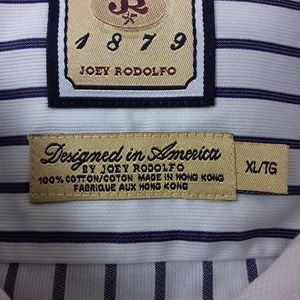 JR
1879
JOEY RODOLFO
Designed in America
BY JOEY RODOLFO
100% COTTON/COTON MADE IN HONG KONG
FABRIQUE AUX HONG KONG
XL/TG